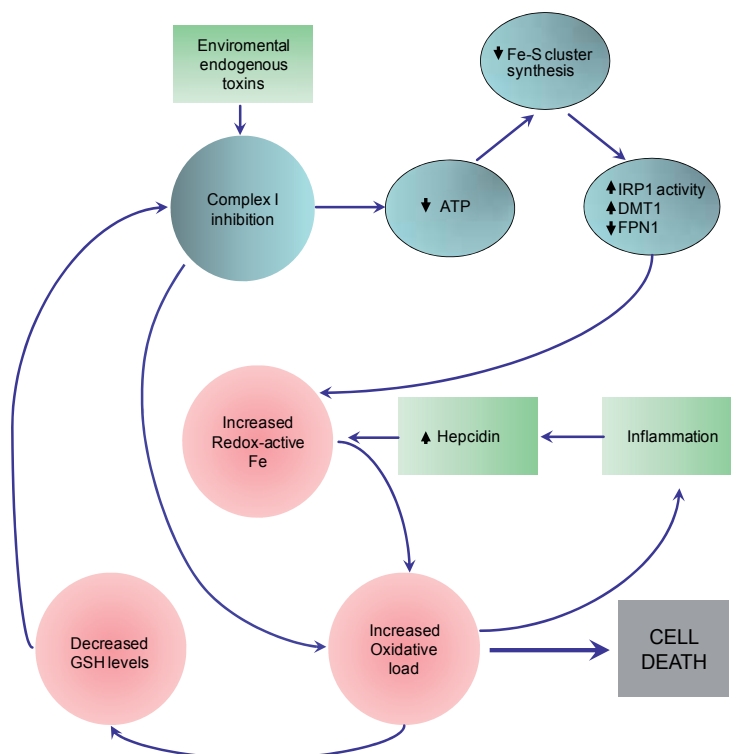 Enviromental
endogenous
toxins
Fe-S cluster
synthesis
Complex I
inhibition
ATP
IRP1 activity
DMT1
FPN1
Increased
Redox-active
Fe
Hepcidin
Inflammation
Decreased
GSH levels
Increased
Oxidative
load
CELL
DEATH